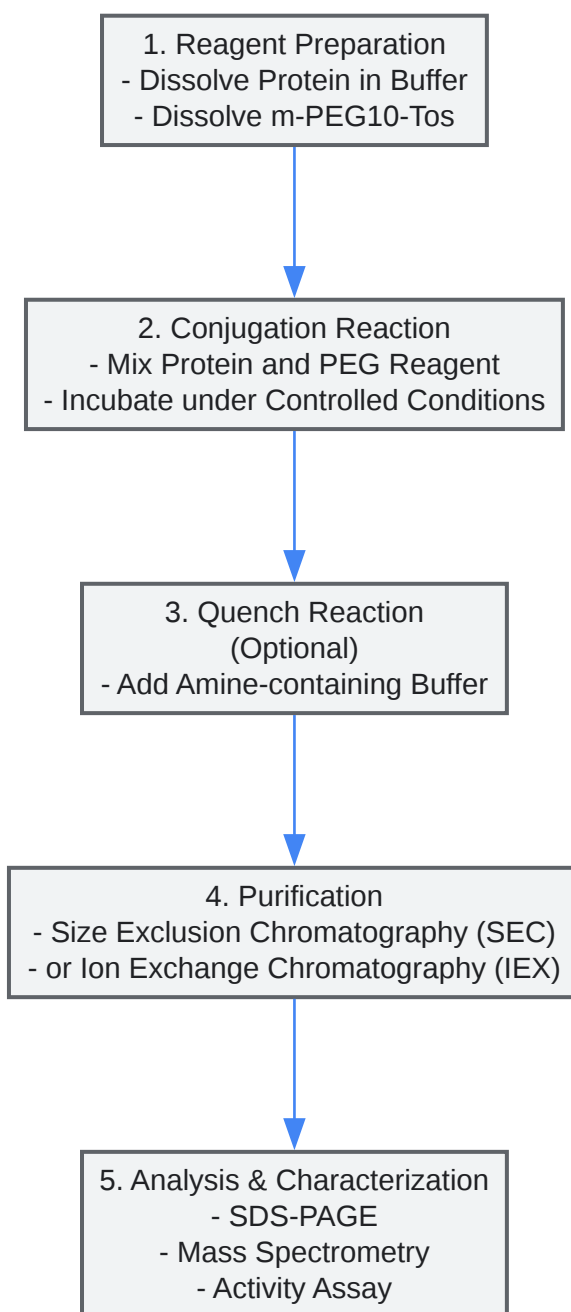 1. Reagent Preparation
- Dissolve Protein in Buffer
- Dissolve m-PEG10-Tos
2. Conjugation Reaction
- Mix Protein and PEG Reagent
- Incubate under Controlled Conditions
3. Quench Reaction
(Optional)
- Add Amine-containing Buffer
4. Purification
- Size Exclusion Chromatography (SEC)
- or Ion Exchange Chromatography (IEX)
5. Analysis & Characterization
- SDS-PAGE
- Mass Spectrometry
- Activity Assay